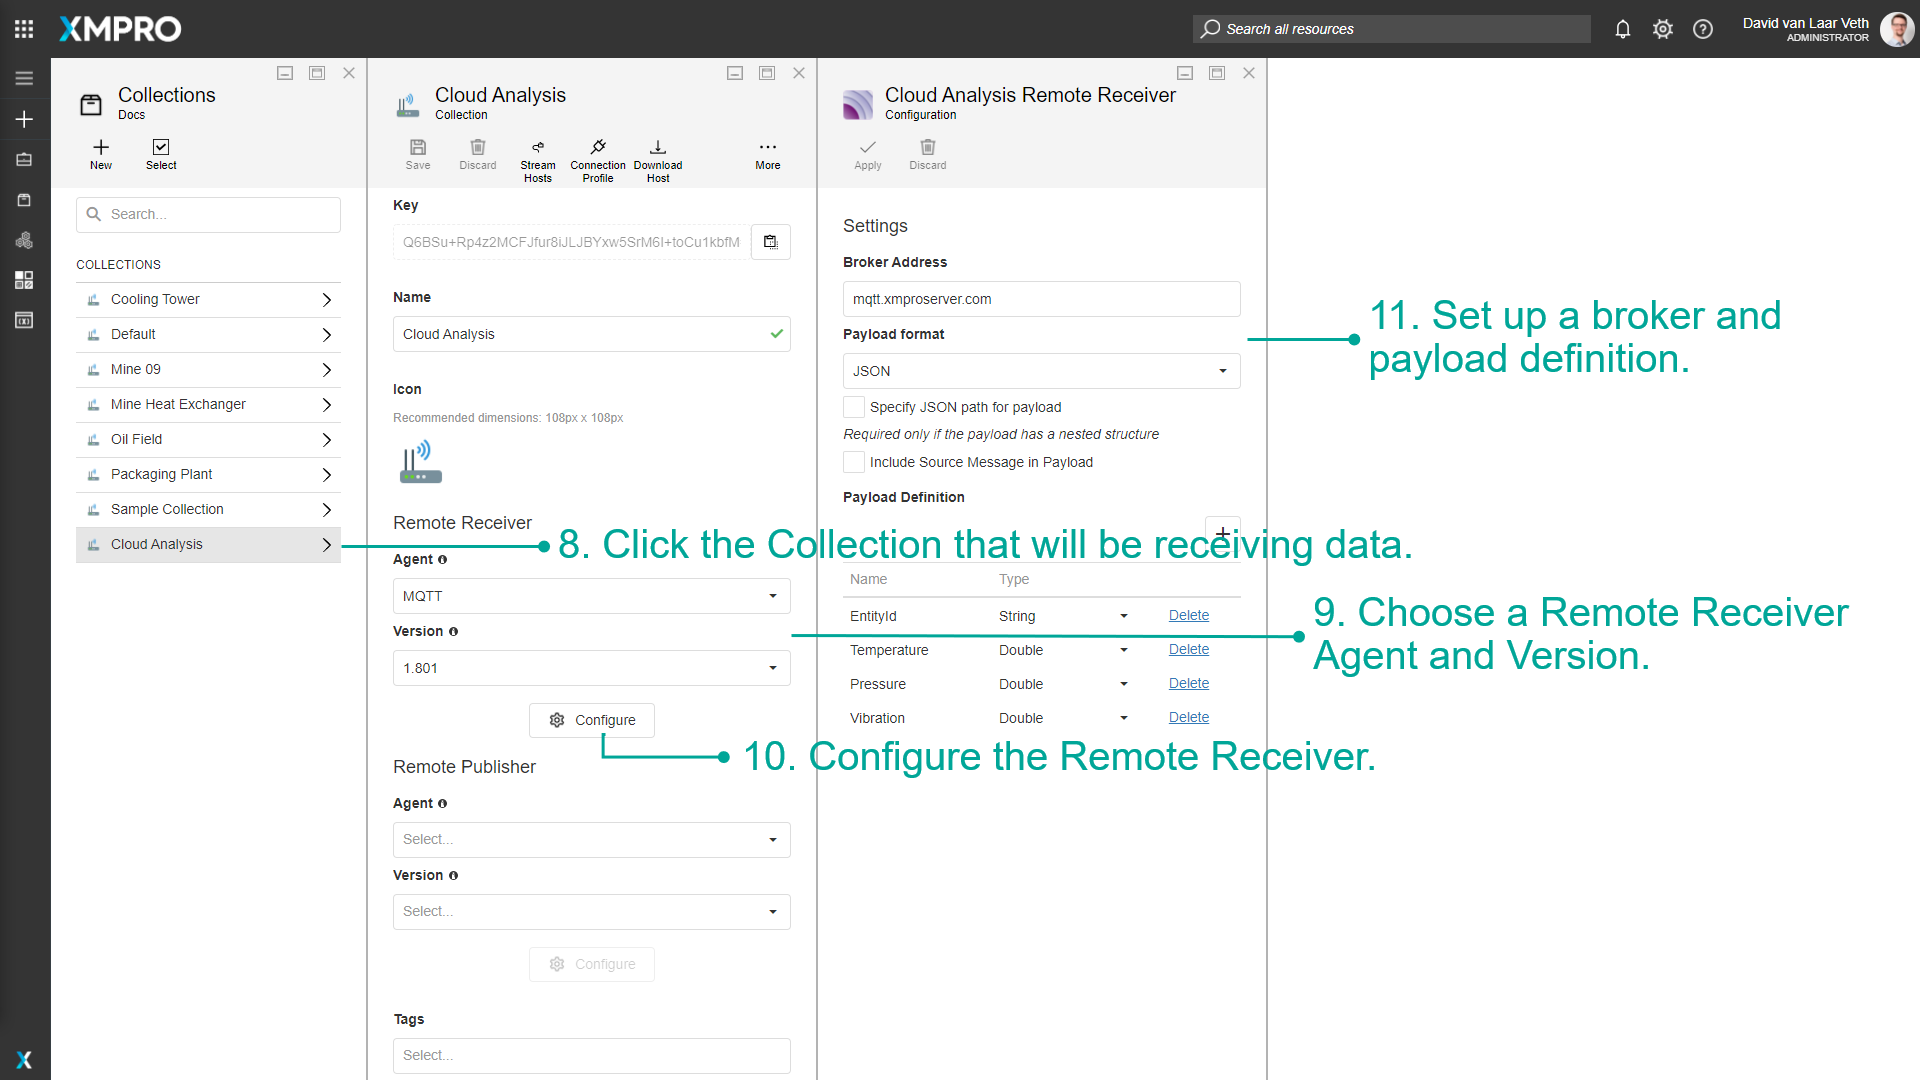 XMPRO
Search all resources
David van Laar Veth
ADMINISTRATOR
Collections
Docs
New
Select
Search...
COLLECTIONS
Cooling Tower
Default
Mine 09
Mine Heat Exchanger
Oil Field
Packaging Plant
Sample Collection
Cloud Analysis
Cloud Analysis
Collection
Save
Discard
Stream Hosts
Connection Profile
Download Host
More
Key
Q6BSu+Rp4z2MCFJfur8iJLJBYxw5SrM6I+toCu1kbfM
Name
Cloud Analysis
Icon
Recommended dimensions: 108px x 108px
Remote Receiver
Agent
MQTT
Version
1.801
Configure
Remote Publisher
Agent
Select...
Version
Select...
Configure
Tags
Select...
Cloud Analysis Remote Receiver
Configuration
Apply
Discard
Settings
Broker Address
mqtt.xmproserver.com
Payload format
JSON
Specify JSON path for payload
Required only if the payload has a nested structure
Include Source Message in Payload
Payload Definition
Name Type
EntityId String Delete
Temperature Double Delete
Pressure Double Delete
Vibration Double Delete
8. Click the Collection that will be receiving data.
9. Choose a Remote Receiver
Agent and Version.
10. Configure the Remote Receiver.
11. Set up a broker and
payload definition.